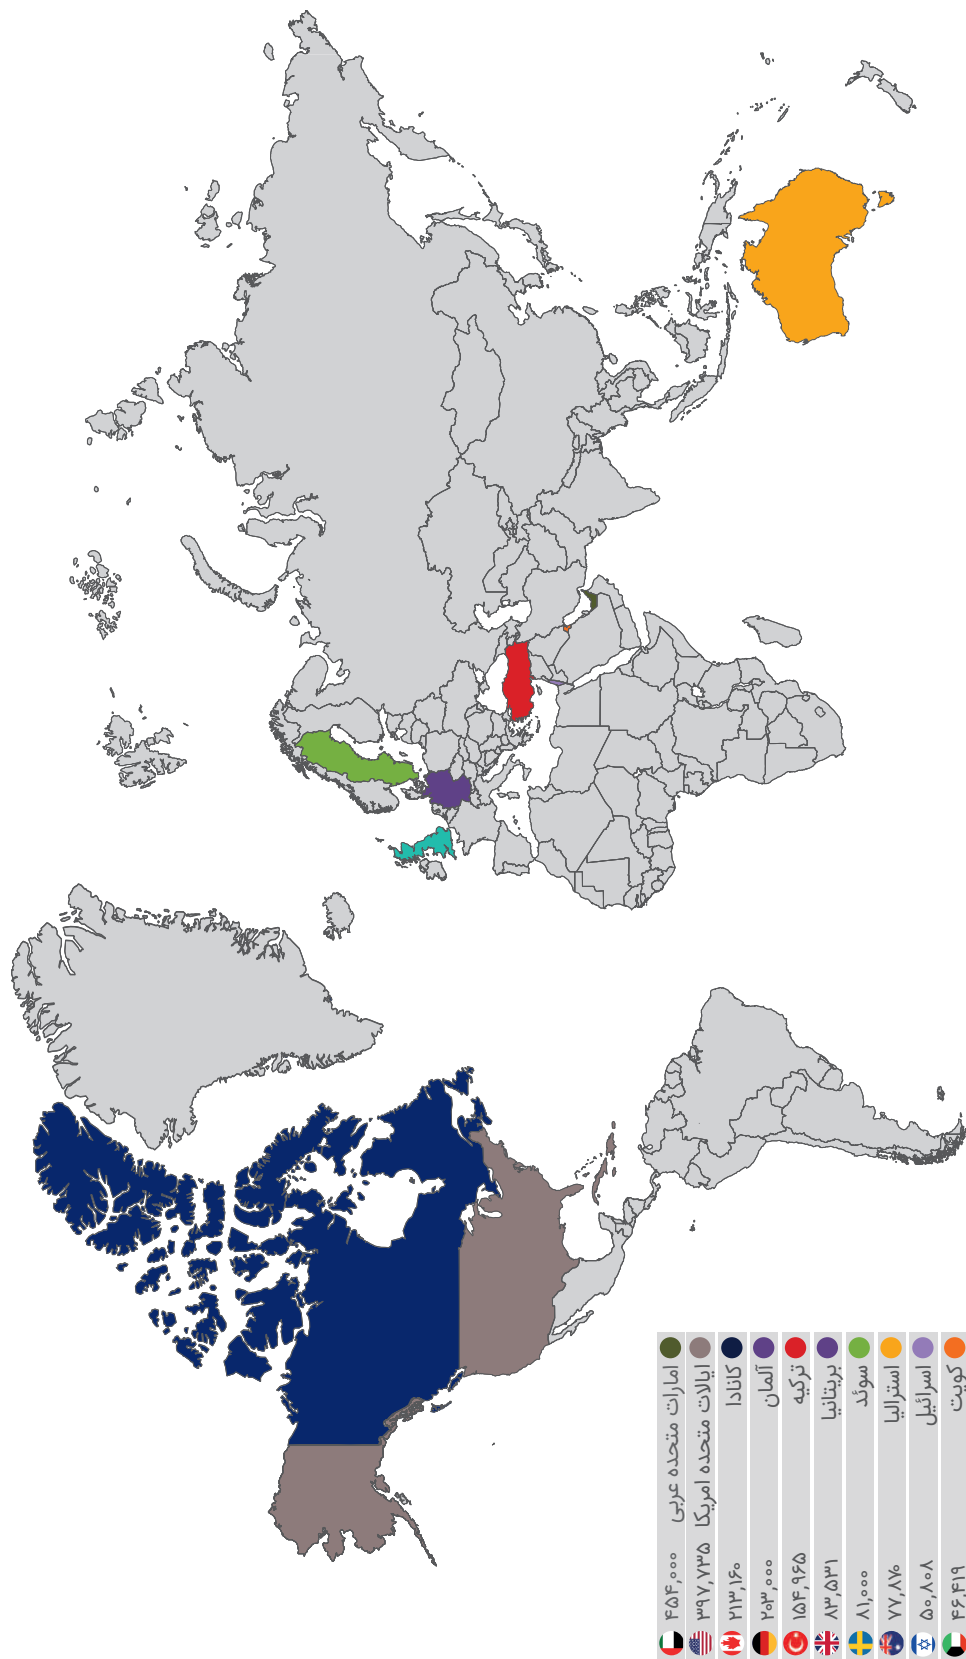 امارات متحده عربی ۴۵۴,۰۰۰
ایلات متحده امریکا ۳۹۷,۷۳۵
کانادا ۲۱۳,۱۶۰
آلمان ۲۰۳,۰۰۰
ترکیه ۱۵۴,۹۶۵
بریتانیا ۸۳,۵۳۱
سوئد ۸۱,۰۰۰
استرالیا ۷۷,۸۷۰
اسرائیل ۵۰,۸۰۸
کویت ۴۶,۴۱۹